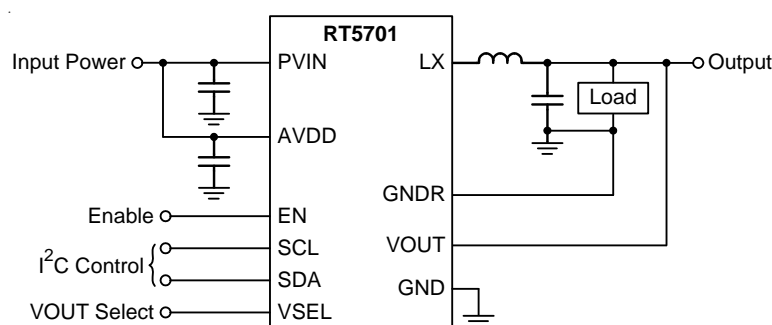 RT5701
Input Power
PVIN
LX
Output
Load
AVDD
GNDR
Enable
EN
SCL
VOUT
I²C Control
SDA
GND
VOUT Select
VSEL